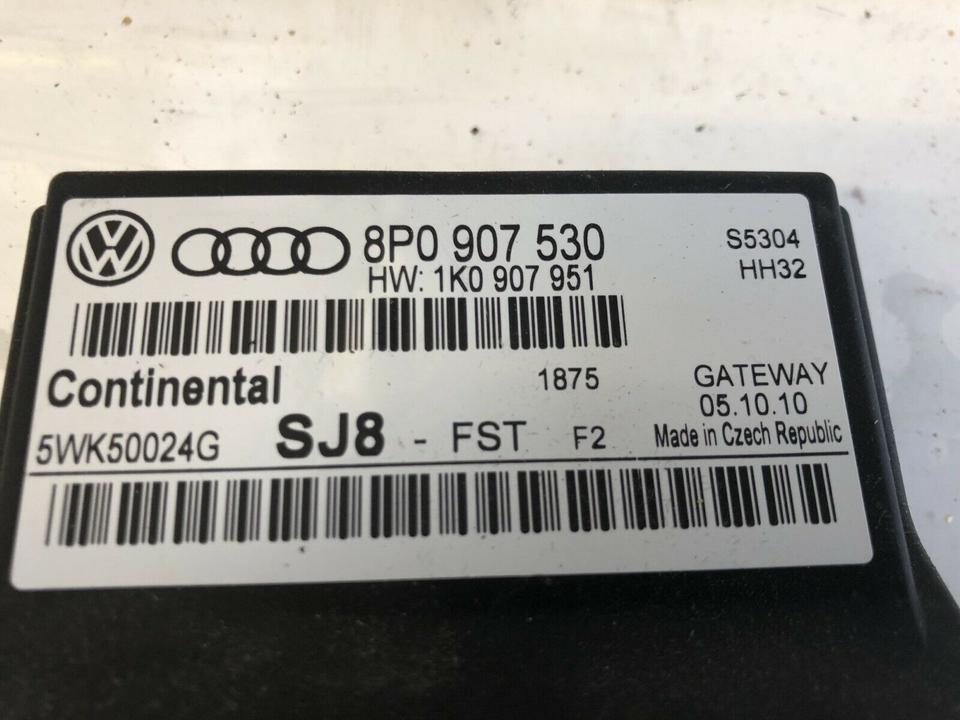 8P0 907 530
S5304
HW: 1K0 907 951
HH32
Continental
1875
GATEWAY
05.10.10
5WK50024G
SJ8 - FST F2
Made in Czech Republic